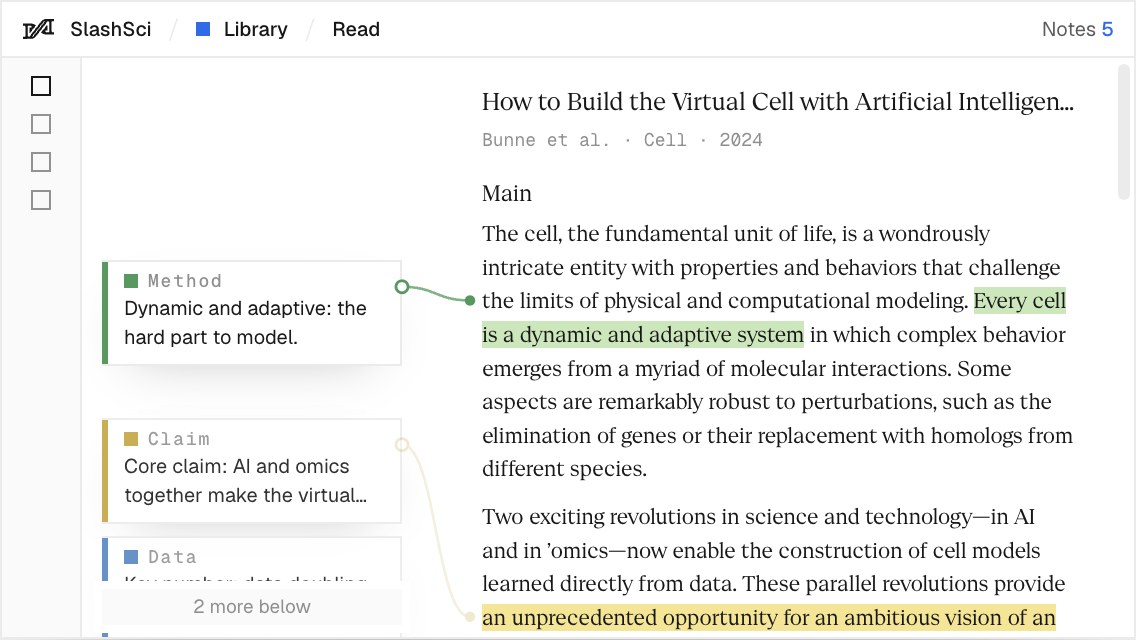 SlashSci / Library / Read
Notes 5
How to Build the Virtual Cell with Artificial Intelligen...
Bunne et al. · Cell · 2024
Main
The cell, the fundamental unit of life, is a wondrously
intricate entity with properties and behaviors that challenge
the limits of physical and computational modeling. Every cell
is a dynamic and adaptive system in which complex behavior
emerges from a myriad of molecular interactions. Some
aspects are remarkably robust to perturbations, such as the
elimination of genes or their replacement with homologs from
different species.
Two exciting revolutions in science and technology—in AI
and in ’omics—now enable the construction of cell models
learned directly from data. These parallel revolutions provide
an unprecedented opportunity for an ambitious vision of an
Method
Dynamic and adaptive: the
hard part to model.
Claim
Core claim: AI and omics
together make the virtual...
Data
Key number: data doubling
2 more below